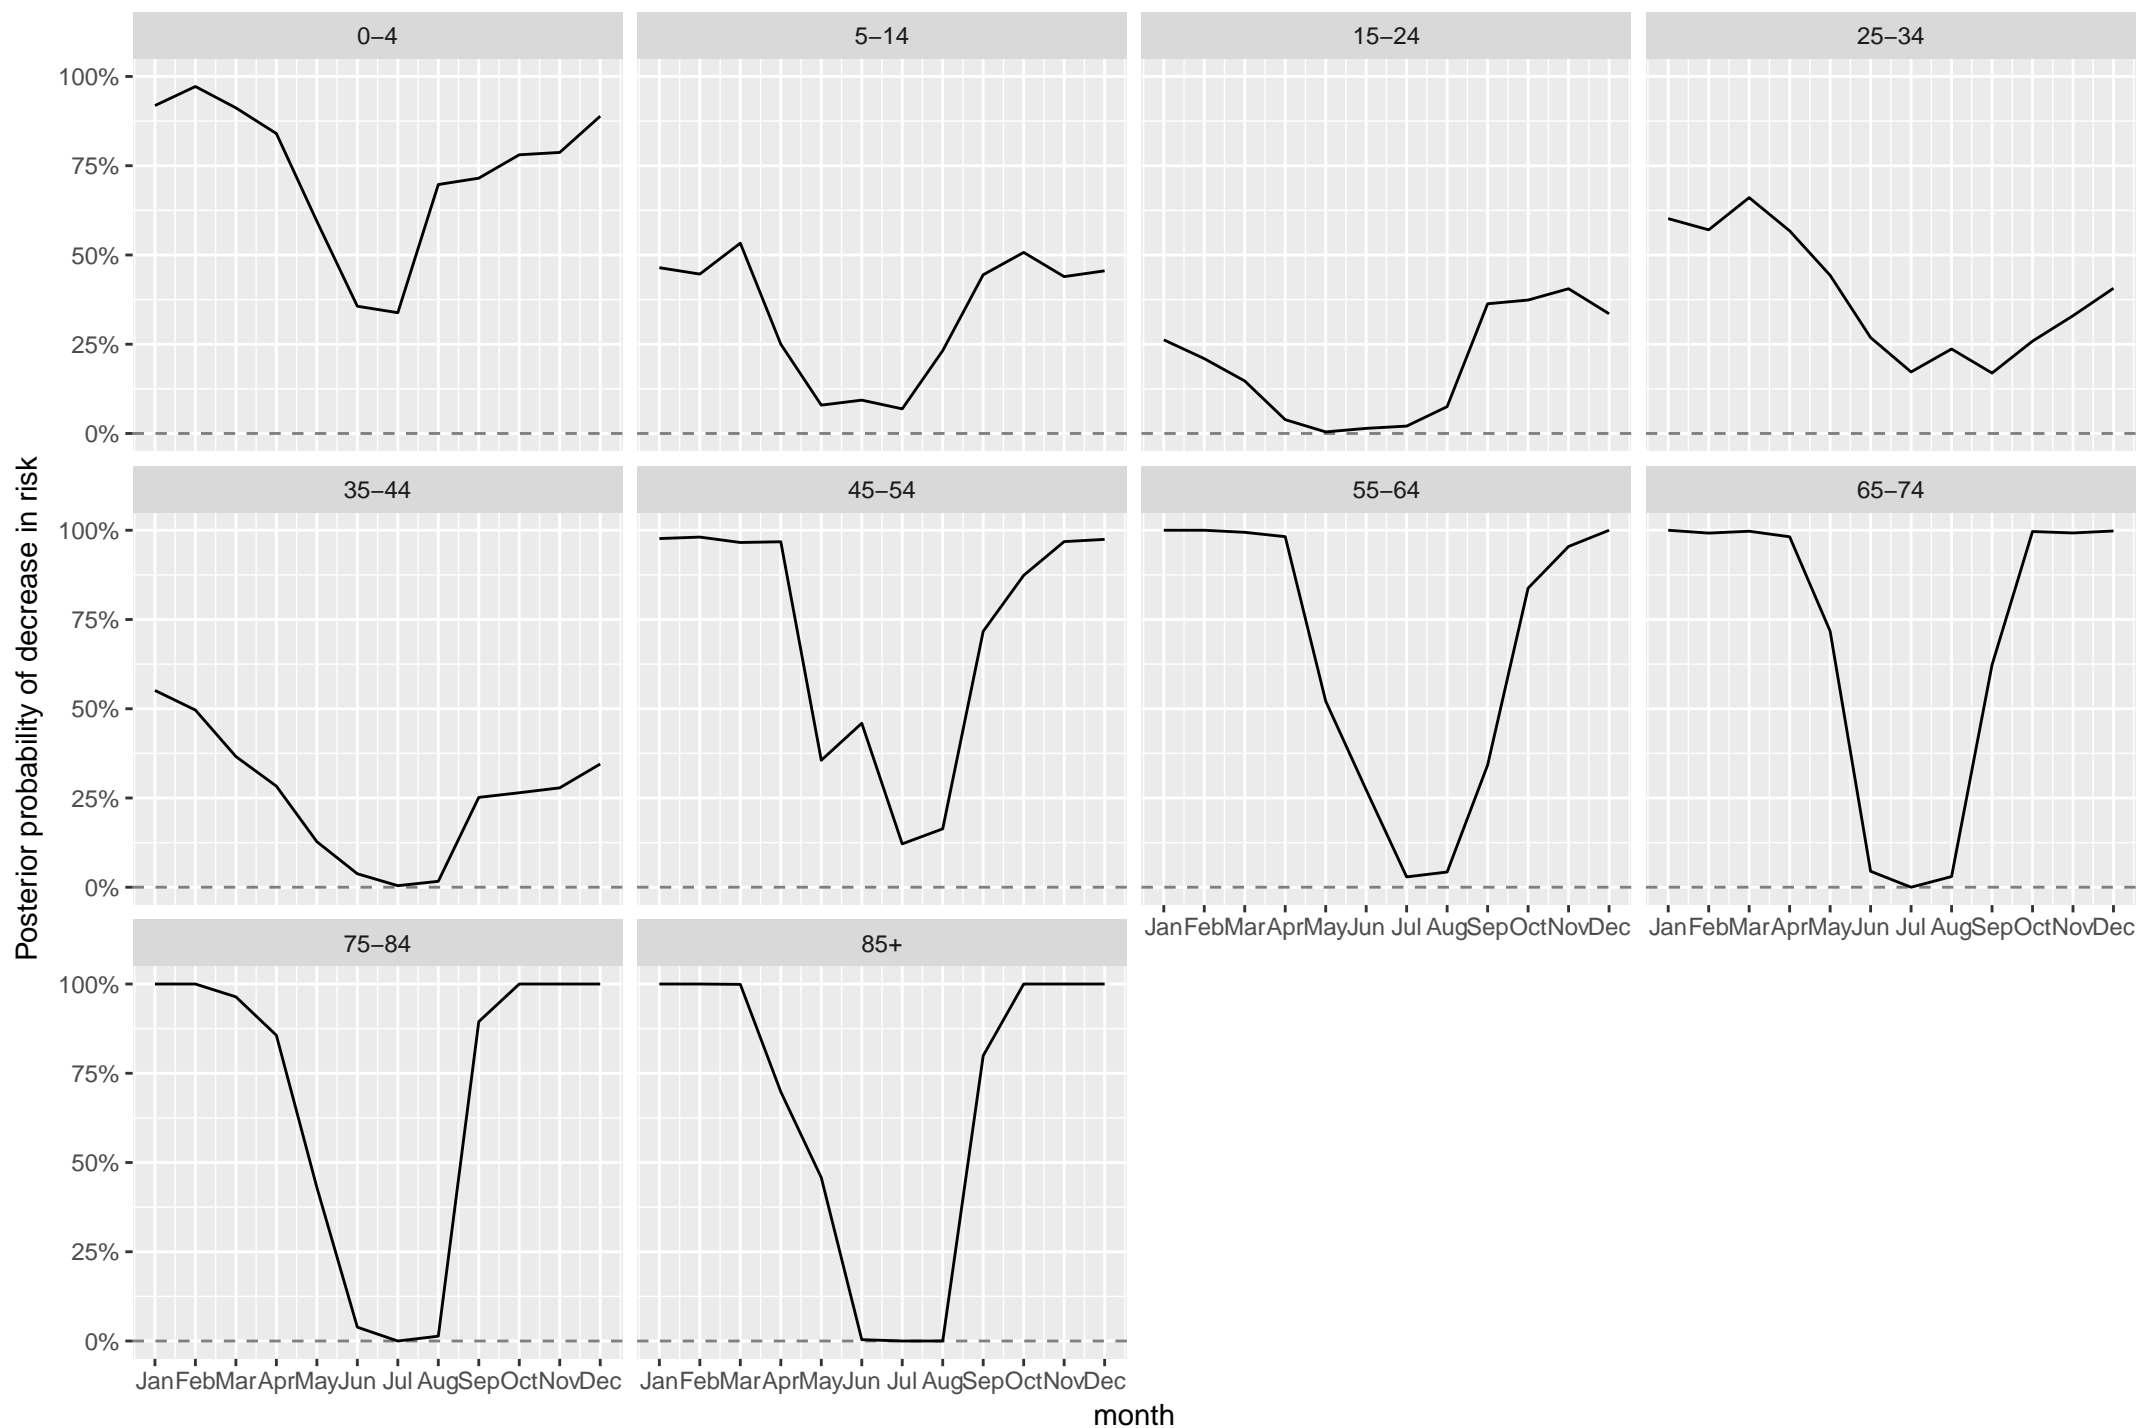 Posterior probability of decrease in risk
0−4 5−14 15−24 25−34
100%
75%
50%
25%
0%
35−44 45−54 55−64 65−74
100%
75%
50%
25%
0%
Jan Feb Mar Apr May Jun Jul Aug Sep Oct Nov Dec Jan Feb Mar Apr May Jun Jul Aug Sep Oct Nov Dec
75−84 85+
100%
75%
50%
25%
0%
Jan Feb Mar Apr May Jun Jul Aug Sep Oct Nov Dec Jan Feb Mar Apr May Jun Jul Aug Sep Oct Nov Dec
month